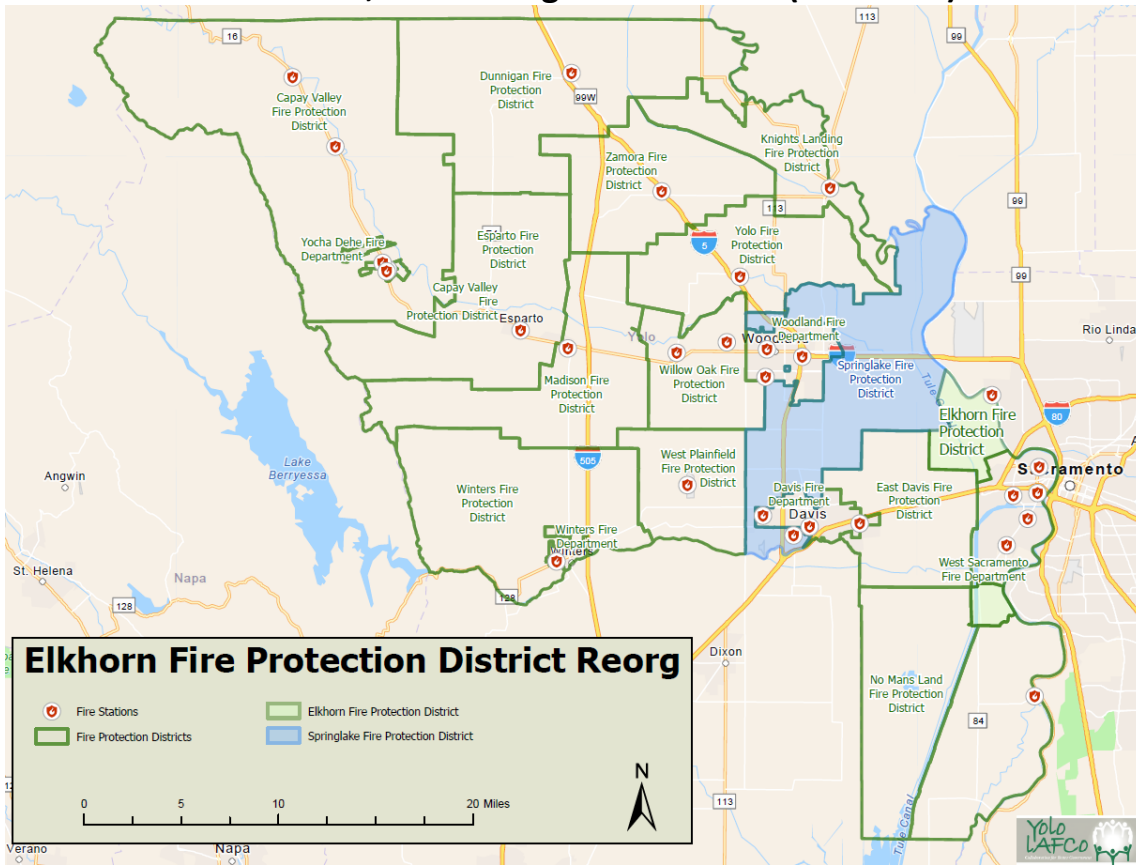 113
99
16
Capay Valley
Fire Protection
District
Dunnigan Fire
Protection
District
99W
Knights Landing
Fire Protection
District
Zamora Fire
Protection
District
99
113
Yocha Dehe Fire
Department
Esparto Fire
Protection
District
5
Yolo Fire
Protection
District
99
Capay Valley
Fire
Protection District
Esparto
Yolo
Woodland Fire
Department
Rio Linda
Springlake Fire
Protection
District
Willow Oak Fire
Protection
District
Madison Fire
Protection
District
Elkhorn Fire
Protection
District
80
Sacramento
505
West Plainfield
Fire Protection
District
Lake
Berryessa
Angwin
Winters Fire
Protection
District
Davis Fire
Department
Davis
East Davis Fire
Protection
District
Winters Fire
Department
Winters
St. Helena
Napa
128
128
West Sacramento
Fire Department
Elkhorn Fire Protection District Reorg
Fire Stations
Fire Protection Districts
Elkhorn Fire Protection District
Springlake Fire Protection District
0 5 10 20 Miles
N
Dixon
No Mans Land
Fire Protection
District
84
113
Tule Canal
Yolo
LAFCo
Verano
Napa